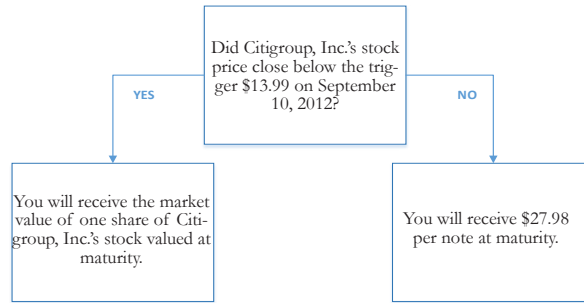 Did Citigroup, Inc.'s stock
price close below the trig-
ger $13.99 on September
10, 2012?
YES
NO
You will receive the market
value of one share of Citi-
group, Inc.'s stock valued at
maturity.
You will receive $27.98
per note at maturity.